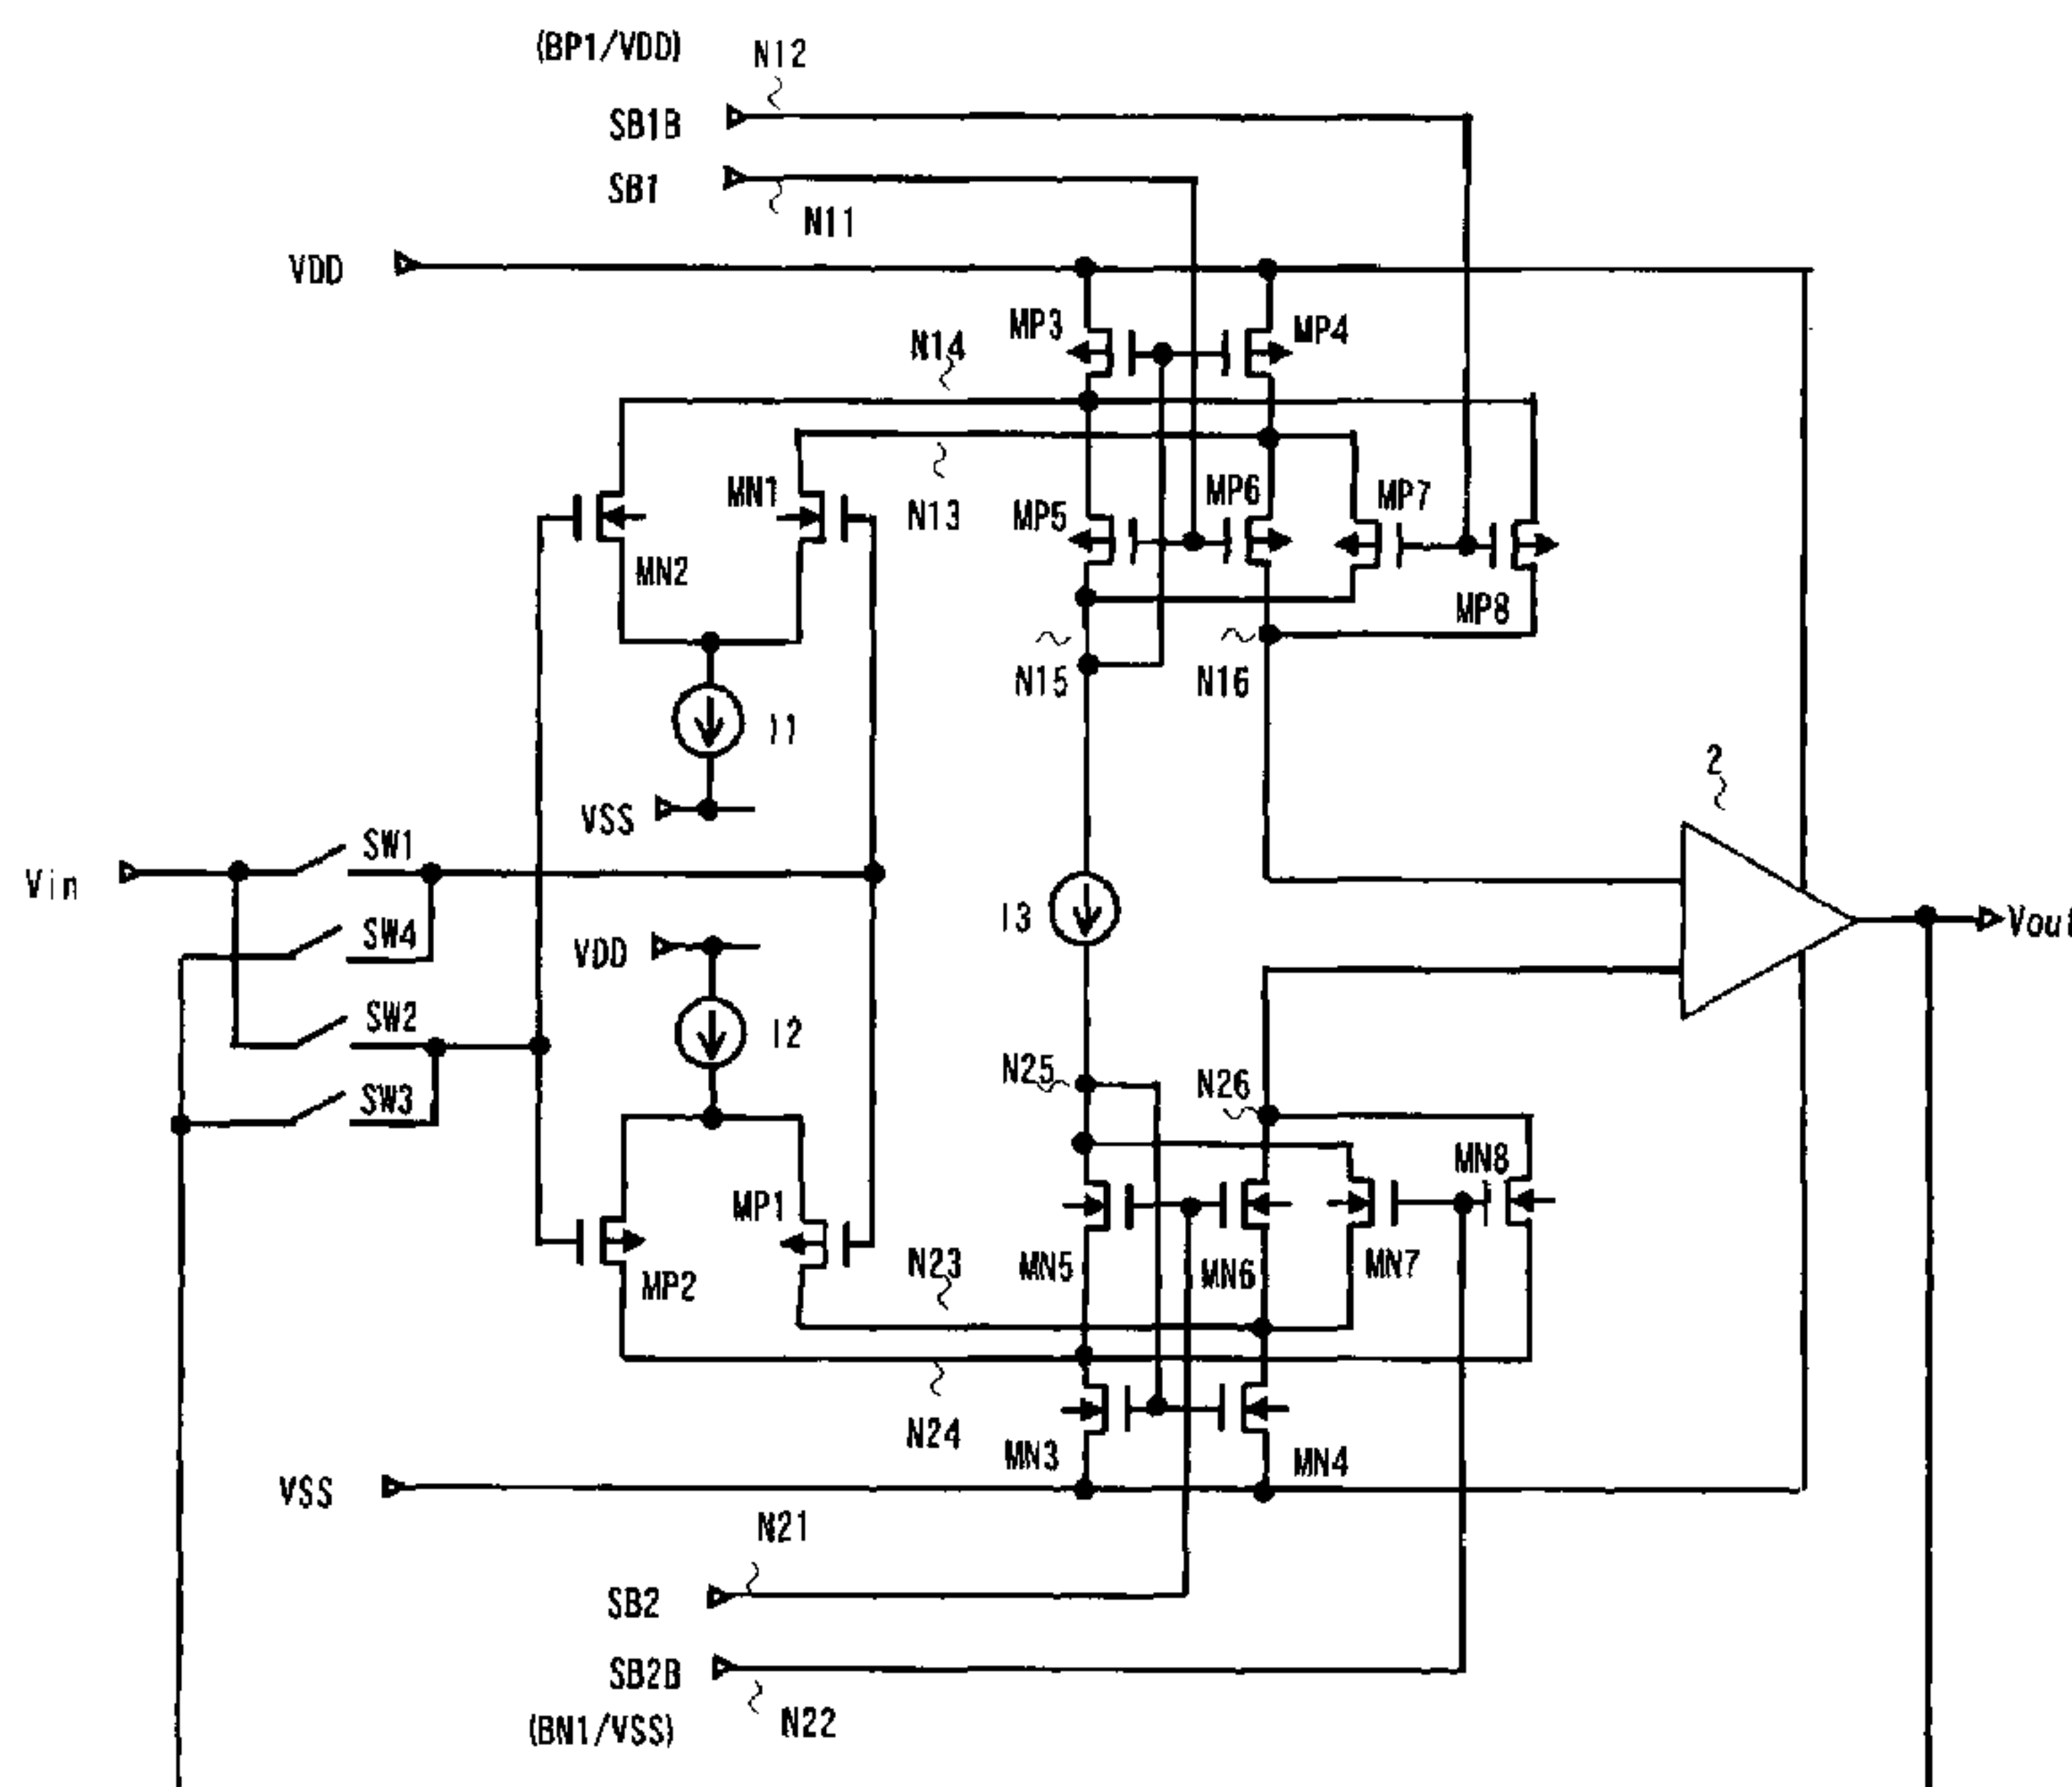 (BP1/VDD)
N12
SB1B
SB1
N11
VDD
MP3
MP4
N14
MN1
N13
MP5
MP6
MP7
MN2
MP8
N15
N16
I1
VSS
2
SW1
Vin
I3
SW4
VDD
Vout
SW2
I2
N25
N26
SW3
MN8
MP1
N23
MN5
MN6
MN7
MP2
N24
MN3
MN4
VSS
N21
SB2
SB2B
N22
(BN1/VSS)